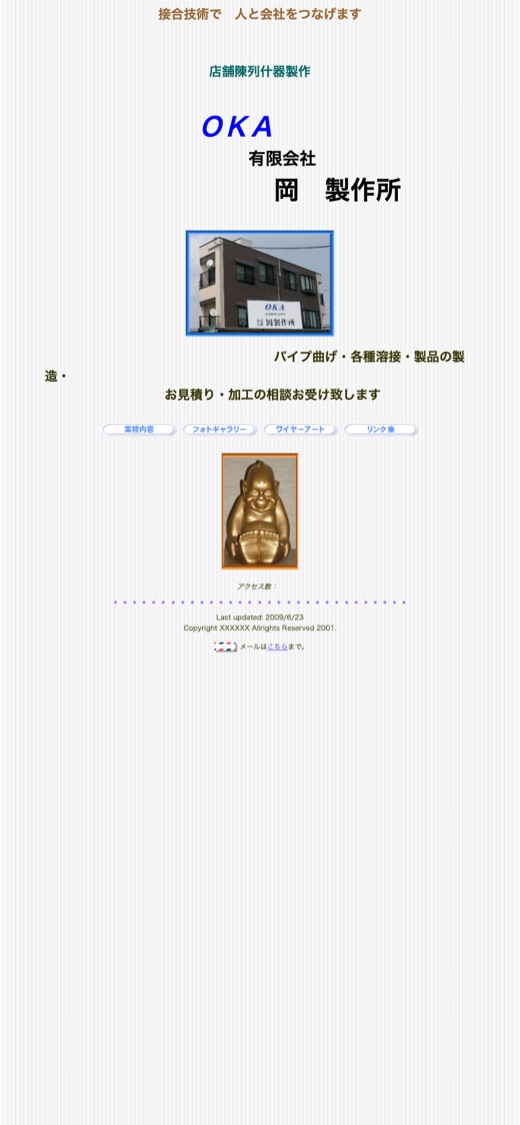 接合技術で　人と会社をつなげます
店舗陳列什器製作
ＯＫＡ
有限会社
岡　製作所
OKA
岡製作所
パイプ曲げ・各種溶接・製品の製
造・
お見積り・加工の相談お受け致します
業務内容 フォトギャラリー ワイヤーアート リンク集
アクセス数：
Last updated: 2009/6/23
Copyright XXXXXX Allrights Reserved 2001.
メールはこちらまで。